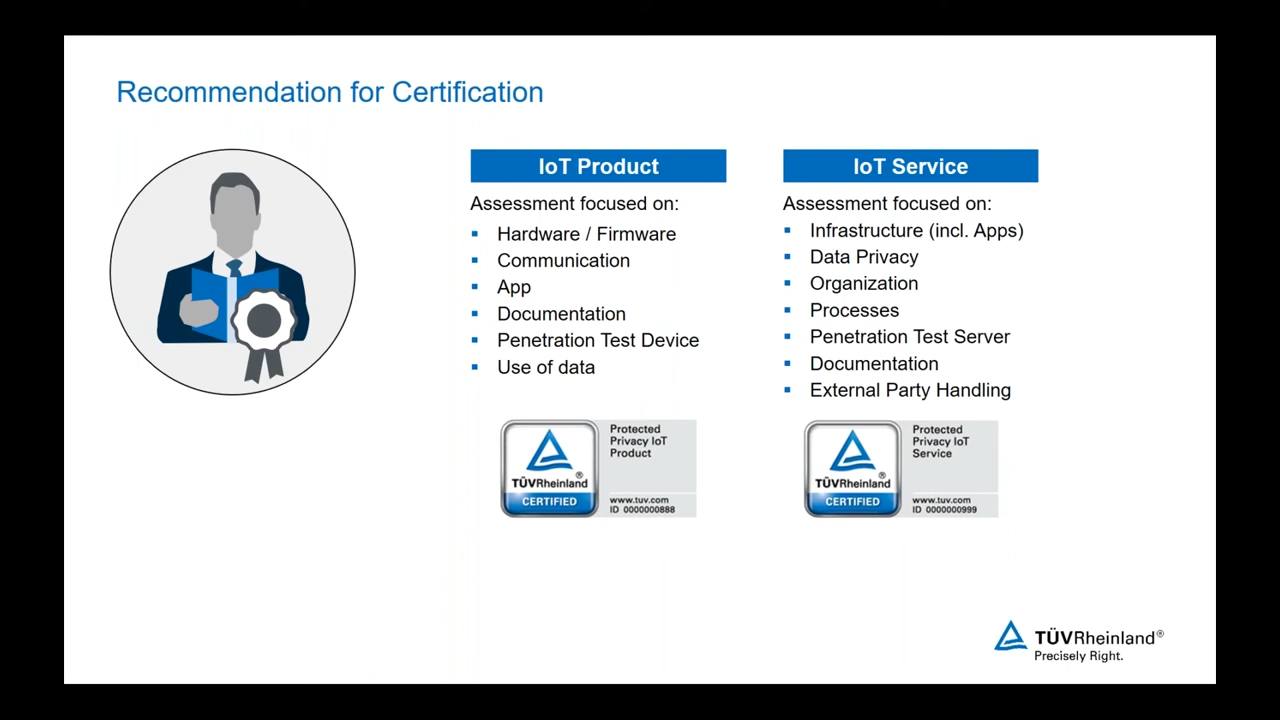 Recommendation for Certification
IoT Product
Assessment focused on:
Hardware / Firmware
Communication
App
Documentation
Penetration Test Device
Use of data
TÜVRheinland®
CERTIFIED
Protected
Privacy IoT
Product
www.tuv.com
ID 0000000888
IoT Service
Assessment focused on:
Infrastructure (incl. Apps)
Data Privacy
Organization
Processes
Penetration Test Server
Documentation
External Party Handling
TÜVRheinland®
CERTIFIED
Protected
Privacy IoT
Service
www.tuv.com
ID 0000000999
TÜVRheinland®
Precisely Right.